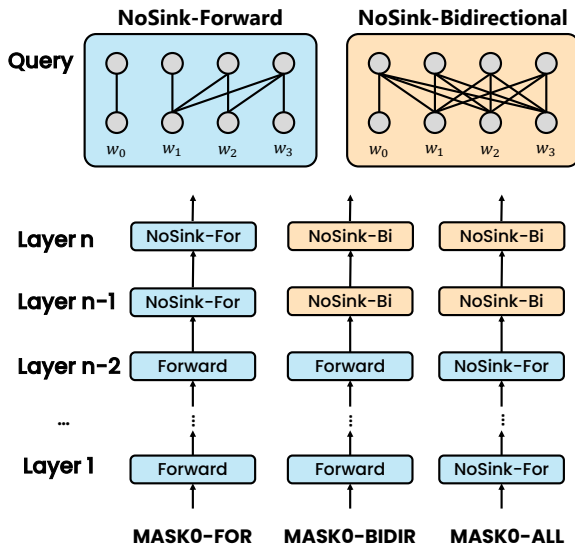 NoSink-Forward NoSink-Bidirectional
Query
w₀ w₁ w₂ w₃ w₀ w₁ w₂ w₃
Layer n NoSink-For NoSink-Bi NoSink-Bi
Layer n-1 NoSink-For NoSink-Bi NoSink-Bi
Layer n-2 Forward Forward NoSink-For
... ... ... ...
Layer 1 Forward Forward NoSink-For
MASK0-FOR MASK0-BIDIR MASK0-ALL